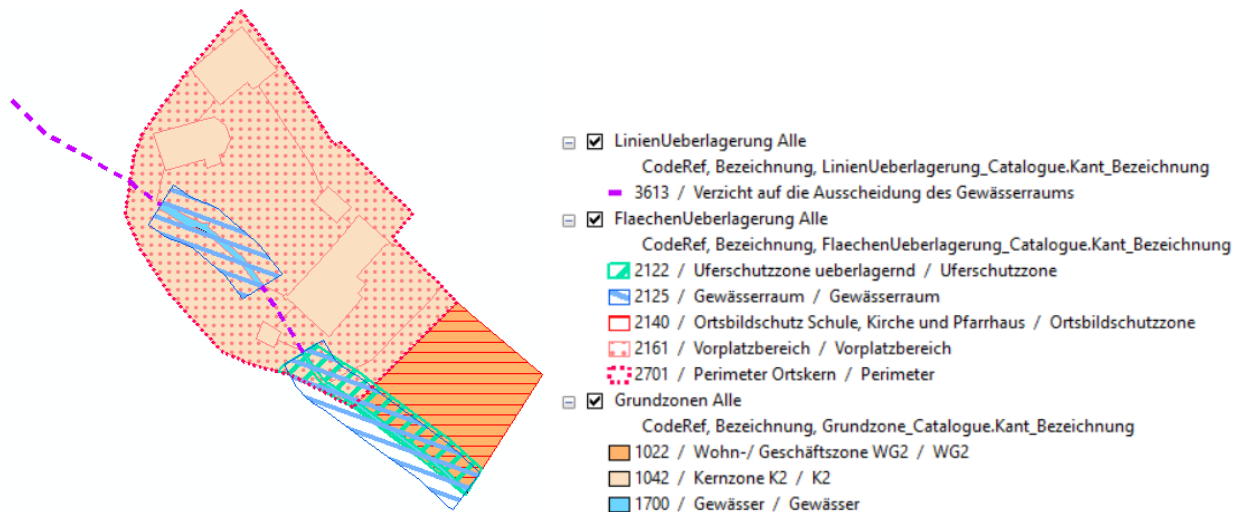 LinienUeberlagerung Alle
CodeRef, Bezeichnung, LinienUeberlagerung_Catalogue.Kant_Bezeichnung
3613 / Verzicht auf die Ausscheidung des Gewässerraums
FlaechenUeberlagerung Alle
CodeRef, Bezeichnung, FlaechenUeberlagerung_Catalogue.Kant_Bezeichnung
2122 / Uferschutzzone ueberlagernd / Uferschutzzone
2125 / Gewässerraum / Gewässerraum
2140 / Ortsbildschutz Schule, Kirche und Pfarrhaus / Ortsbildschutzzone
2161 / Vorplatzbereich / Vorplatzbereich
2701 / Perimeter Ortskern / Perimeter
Grundzonen Alle
CodeRef, Bezeichnung, Grundzone_Catalogue.Kant_Bezeichnung
1022 / Wohn-/ Geschäftszone WG2 / WG2
1042 / Kernzone K2 / K2
1700 / Gewässer / Gewässer